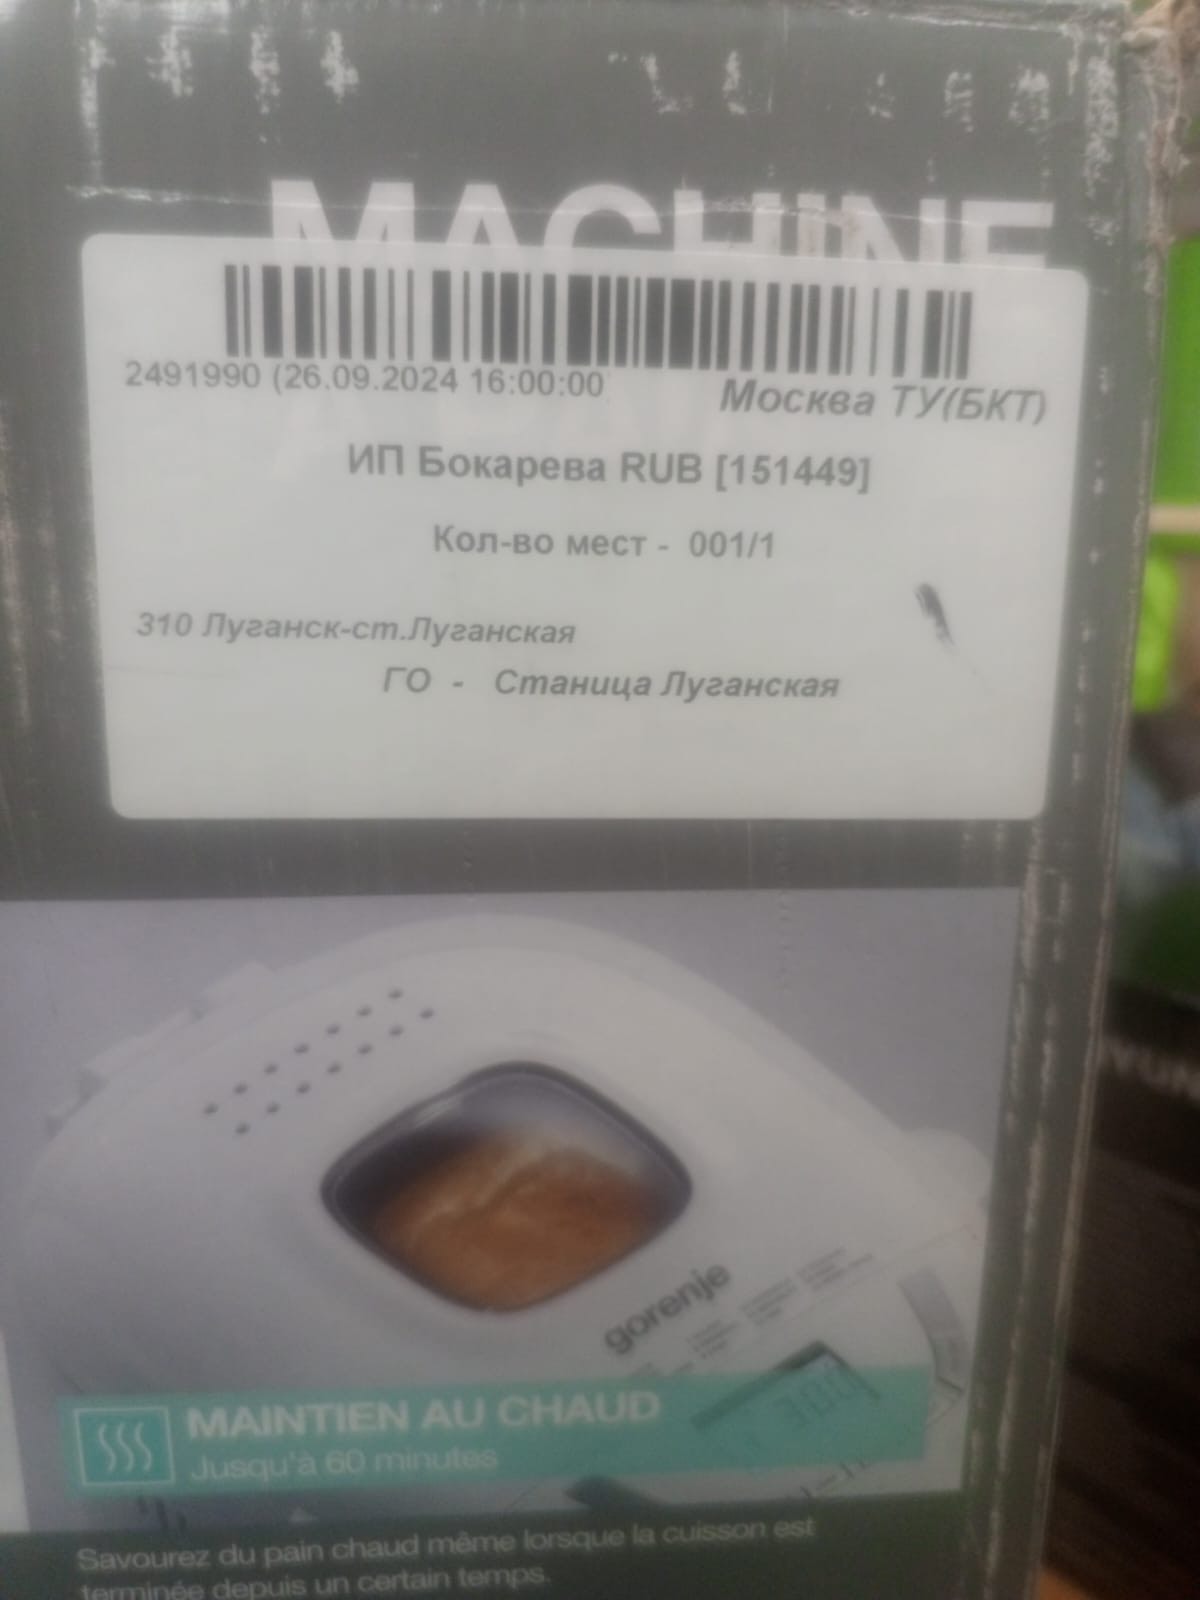 MACHINE
2491990 (26.09.2024 16:00:00
Москва ТУ(БКТ)
ИП Бокарева RUB [151449]
Кол-во мест - 001/1
310 Луганск-ст.Луганская
ГО - Станица Луганская
gorenje
MAINTIEN AU CHAUD
Jusqu'à 60 minutes
Savourez du pain chaud même lorsque la cuisson est
terminée depuis un certain temps.